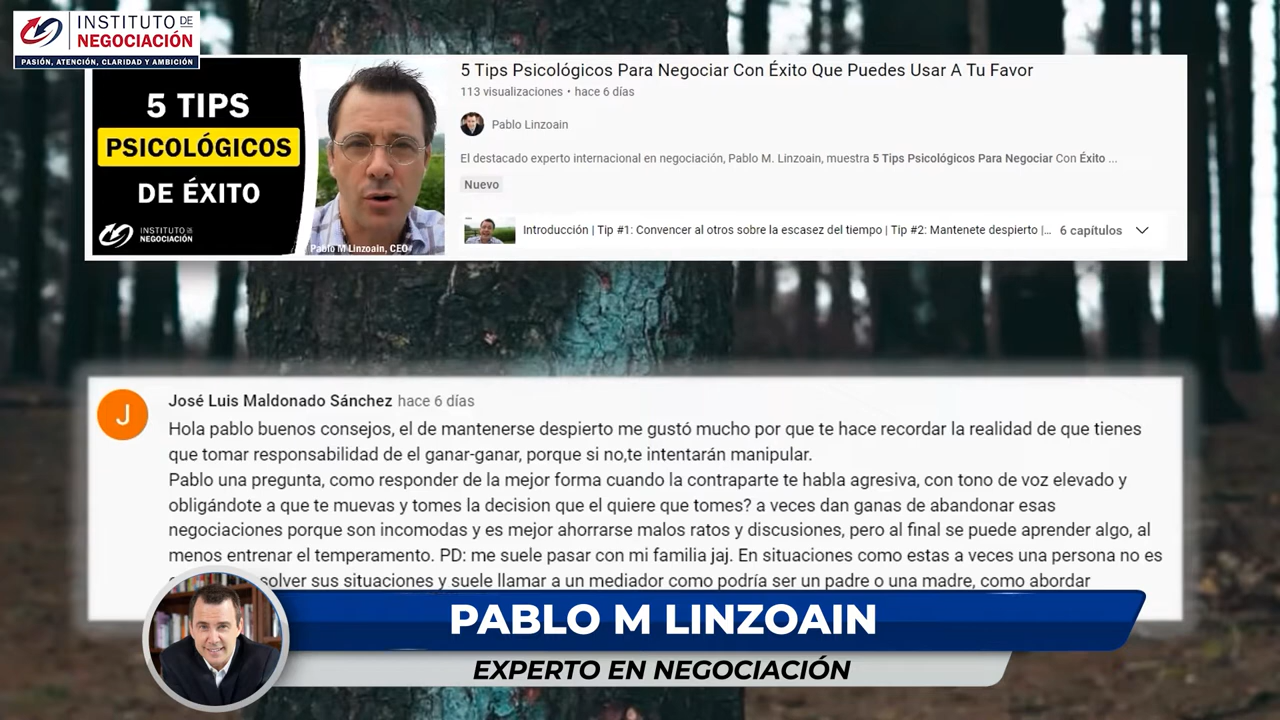 INSTITUTO DE
NEGOCIACIÓN
PASIÓN, ATENCIÓN, CLARIDAD Y AMBICIÓN
5 TIPS
PSICOLÓGICOS
DE ÉXITO
INSTITUTO DE
NEGOCIACIÓN
Pablo M Linzoain, CEO
5 Tips Psicológicos Para Negociar Con Éxito Que Puedes Usar A Tu Favor
113 visualizaciones • hace 6 días
Pablo Linzoain
El destacado experto internacional en negociación, Pablo M. Linzoain, muestra 5 Tips Psicológicos Para Negociar Con Éxito ...
Nuevo
Introducción | Tip #1: Convencer al otros sobre la escasez del tiempo | Tip #2: Mantenete despierto |... 6 capítulos
J
José Luis Maldonado Sánchez hace 6 días
Hola pablo buenos consejos, el de mantenerse despierto me gustó mucho por que te hace recordar la realidad de que tienes
que tomar responsabilidad de el ganar-ganar, porque si no,te intentarán manipular.
Pablo una pregunta, como responder de la mejor forma cuando la contraparte te habla agresiva, con tono de voz elevado y
obligándote a que te muevas y tomes la decision que el quiere que tomes? a veces dan ganas de abandonar esas
negociaciones porque son incomodas y es mejor ahorrarse malos ratos y discusiones, pero al final se puede aprender algo, al
menos entrenar el temperamento. PD: me suele pasar con mi familia jaj. En situaciones como estas a veces una persona no es
solver sus situaciones y suele llamar a un mediador como podría ser un padre o una madre, como abordar
PABLO M LINZOAIN
EXPERTO EN NEGOCIACIÓN